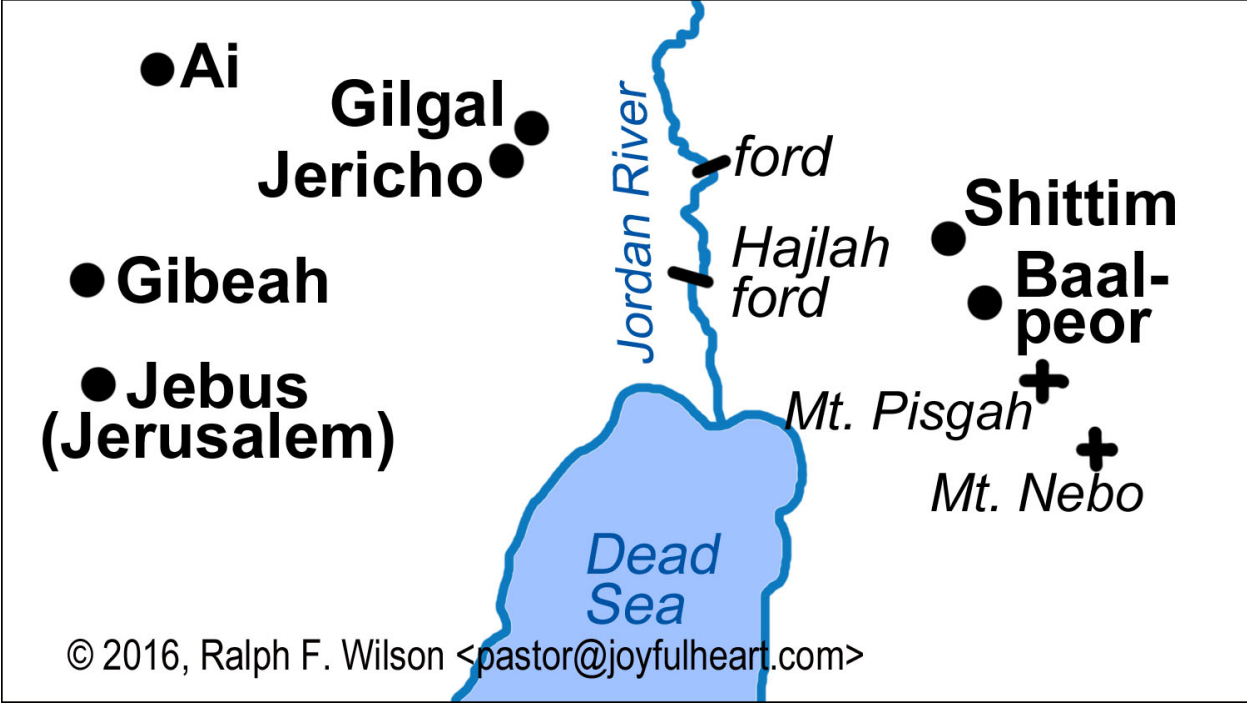 Ai
Gilgal
Jericho
Gibeah
Jebus
(Jerusalem)
Jordan River
ford
Hajlah
ford
Shittim
Baal-
peor
Mt. Pisgah
Mt. Nebo
Dead
Sea
© 2016, Ralph F. Wilson <pastor@joyfulheart.com>